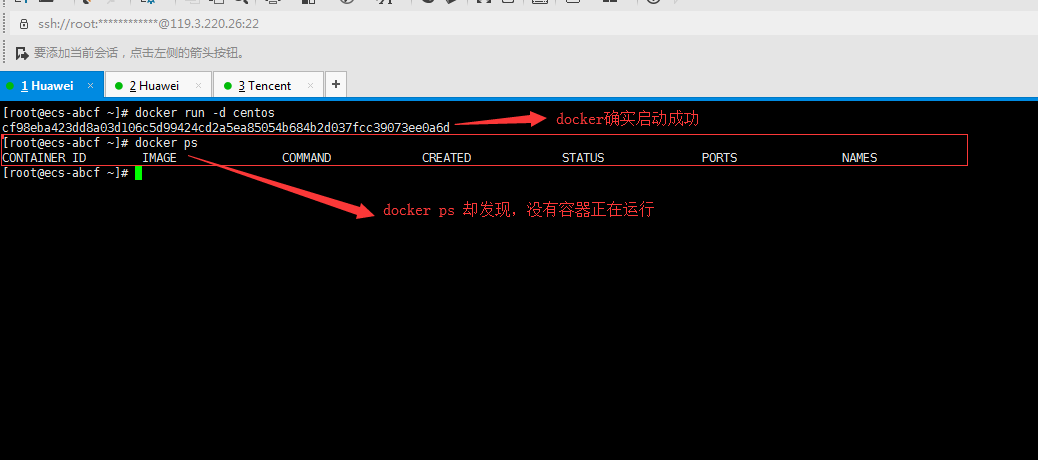 ssh://root:************@119.3.220.26:22
要添加当前会话，点击左侧的箭头按钮。
1 Huawei × 2 Huawei × 3 Tencent × +
[root@ecs-abcf ~]# docker run -d centos
cf98eba423dd8a03d106c5d99424cd2a5ea85054b684b2d037fcc39073ee0a6d
docker确实启动成功
[root@ecs-abcf ~]# docker ps
CONTAINER ID IMAGE COMMAND CREATED STATUS PORTS NAMES
[root@ecs-abcf ~]#
docker ps 却发现，没有容器正在运行